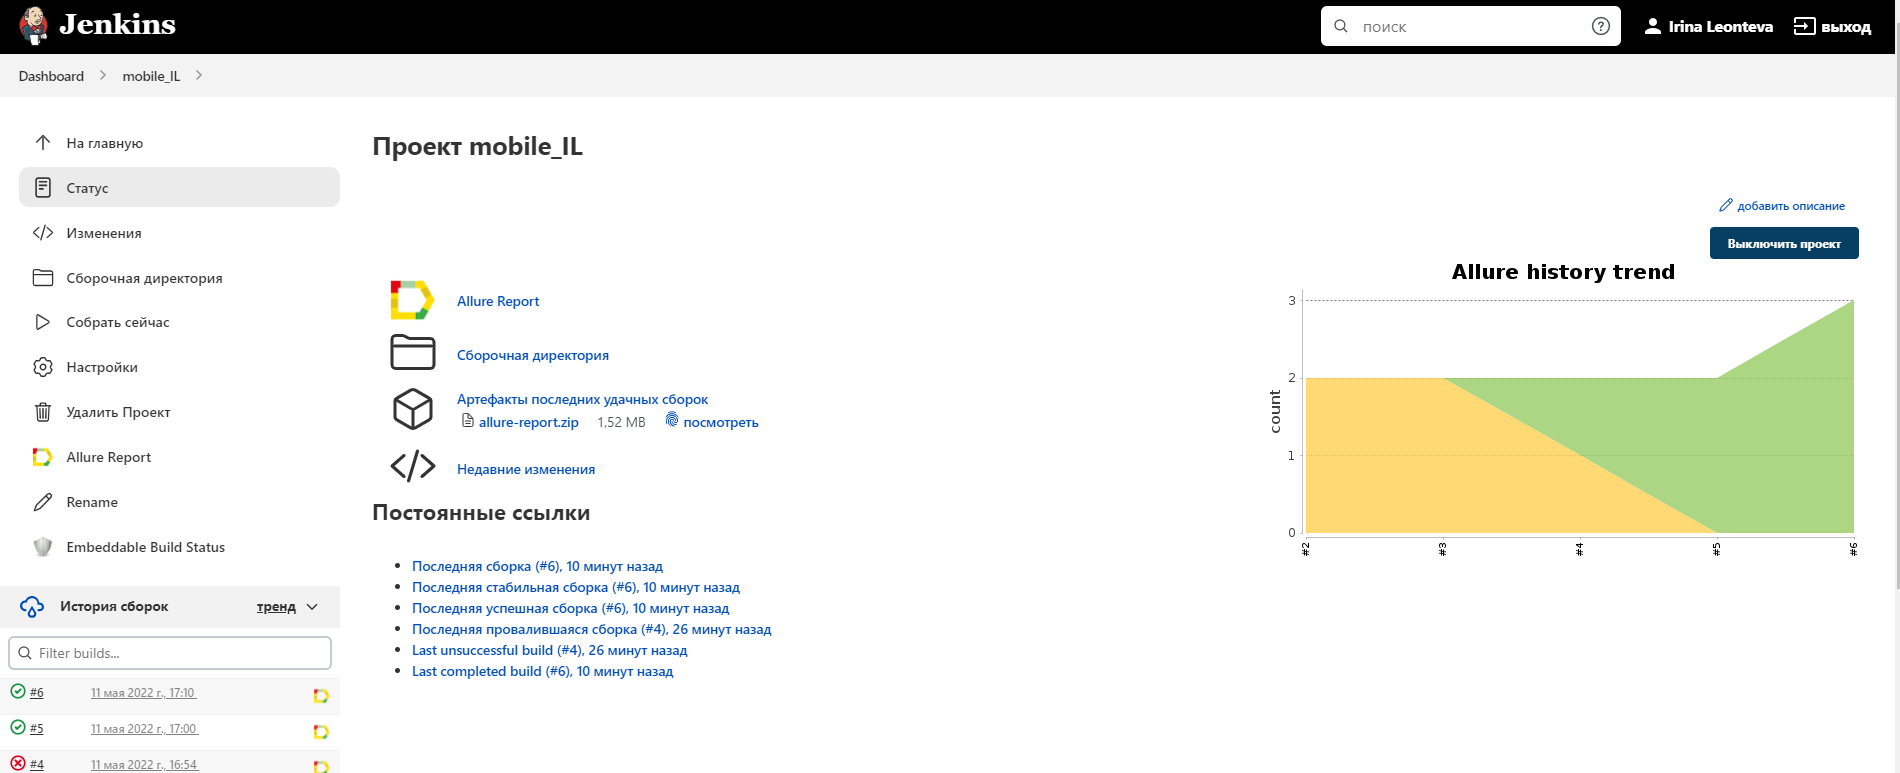 Jenkins
поиск
Irina Leonteva
выход
Dashboard
mobile_IL
На главную
Статус
Изменения
Сборочная директория
Собрать сейчас
Настройки
Удалить Проект
Allure Report
Rename
Embeddable Build Status
История сборок
тренд
Filter builds...
#6 11 мая 2022 г., 17:10
#5 11 мая 2022 г., 17:00
#4 11 мая 2022 г., 16:54
Проект mobile_IL
добавить описание
Выключить проект
Allure Report
Сборочная директория
Артефакты последних удачных сборок
allure-report.zip 1,52 MB посмотреть
Недавние изменения
Постоянные ссылки
Последняя сборка (#6), 10 минут назад
Последняя стабильная сборка (#6), 10 минут назад
Последняя успешная сборка (#6), 10 минут назад
Последняя провалившаяся сборка (#4), 26 минут назад
Last unsuccessful build (#4), 26 минут назад
Last completed build (#6), 10 минут назад
Allure history trend
count
3
2
1
0
#2 #3 #4 #5 #6